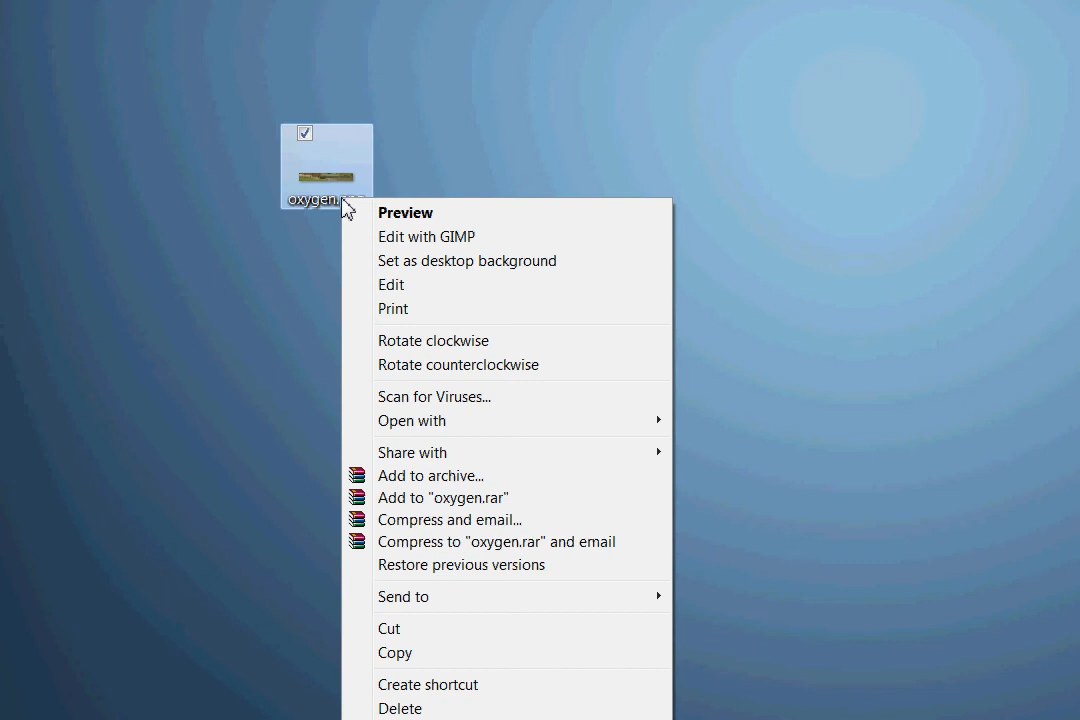 oxygen.
Preview
Edit with GIMP
Set as desktop background
Edit
Print
Rotate clockwise
Rotate counterclockwise
Scan for Viruses...
Open with
Share with
Add to archive...
Add to "oxygen.rar"
Compress and email...
Compress to "oxygen.rar" and email
Restore previous versions
Send to
Cut
Copy
Create shortcut
Delete